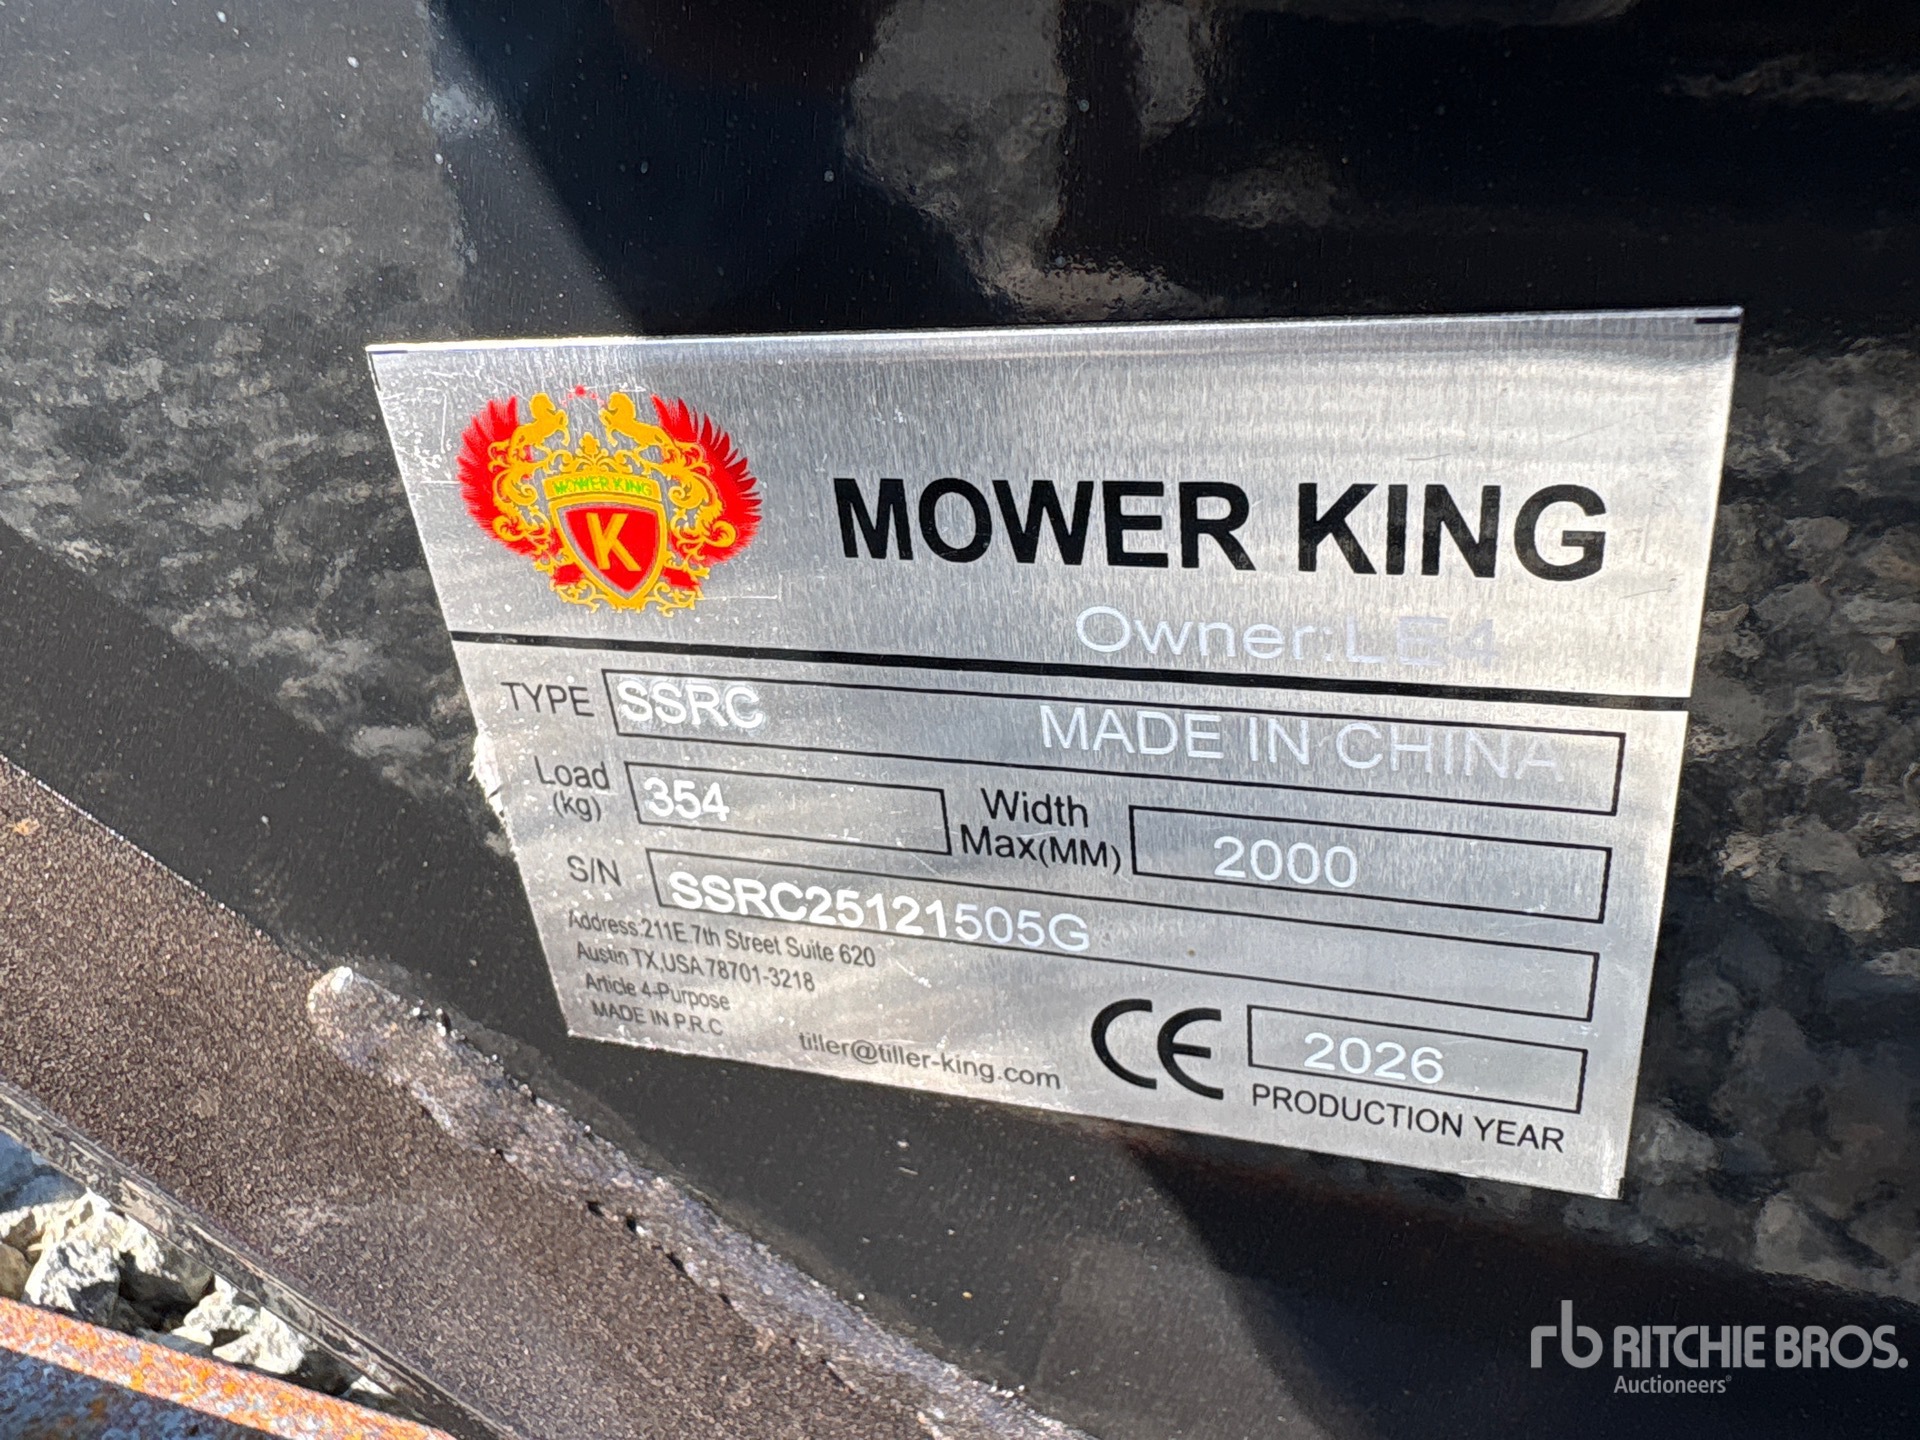 MOWER KING
K
MOWER KING
Owner:LE4
TYPE SSRC MADE IN CHINA
Load (kg) 354 Width Max(MM) 2000
S/N SSRC25121505G
Address:211E.7th Street Suite 620
Austin TX,USA 78701-3218
Article 4-Purpose
MADE IN P.R.C
tiller@tiller-king.com
CE
2026
PRODUCTION YEAR
rb RITCHIE BROS.
Auctioneers®